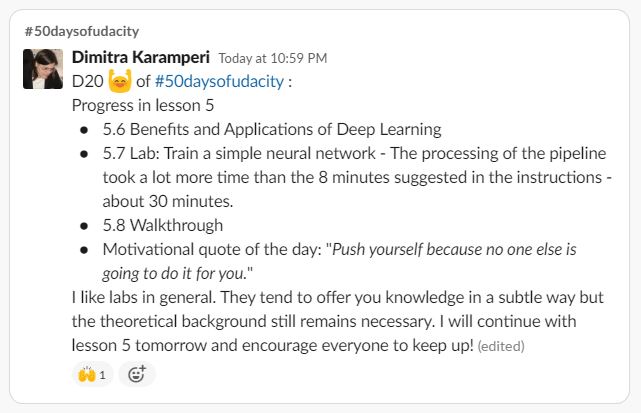 #50daysofudacity
Dimitra Karamperi Today at 10:59 PM
D20 🙌 of #50daysofudacity :
Progress in lesson 5
● 5.6 Benefits and Applications of Deep Learning
● 5.7 Lab: Train a simple neural network - The processing of the pipeline
took a lot more time than the 8 minutes suggested in the instructions -
about 30 minutes.
● 5.8 Walkthrough
● Motivational quote of the day: "Push yourself because no one else is
going to do it for you."
I like labs in general. They tend to offer you knowledge in a subtle way but
the theoretical background still remains necessary. I will continue with
lesson 5 tomorrow and encourage everyone to keep up! (edited)
🙌 1